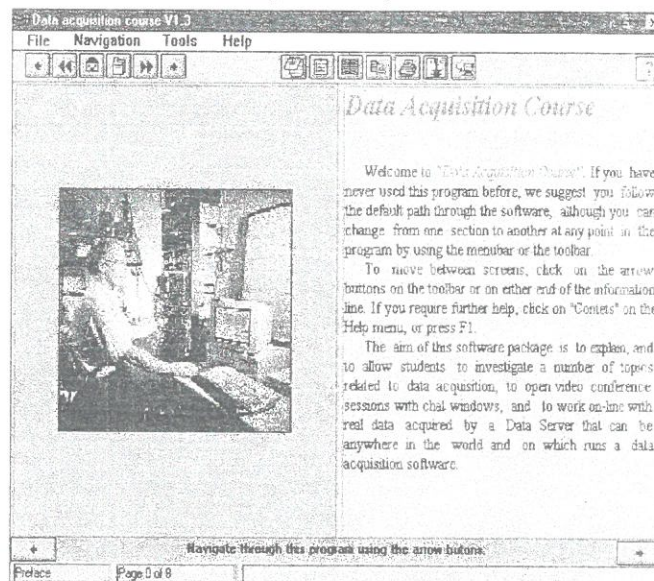 Data acquisition course V1.3
File Navigation Tools Help
?
Data Acquisition Course
Welcome to "Data Acquisition Course". If you have
never used this program before, we suggest you follow
the default path through the software, although you can
change from one section to another at any point in the
program by using the menubar or the toolbar.
To move between screens, click on the arrow
buttons on the toolbar or on either end of the information
line. If you require further help, click on "Contets" on the
Help menu, or press F1.
The aim of this software package is to explain, and
to allow students to investigate a number of topics
related to data acquisition, to open video conference
sessions with chat windows, and to work on-line with
real data acquired by a Data Server that can be
anywhere in the world and on which runs a data
acquisition software.
Navigate through this program using the arrow butons.
Preface Page 0 of 8